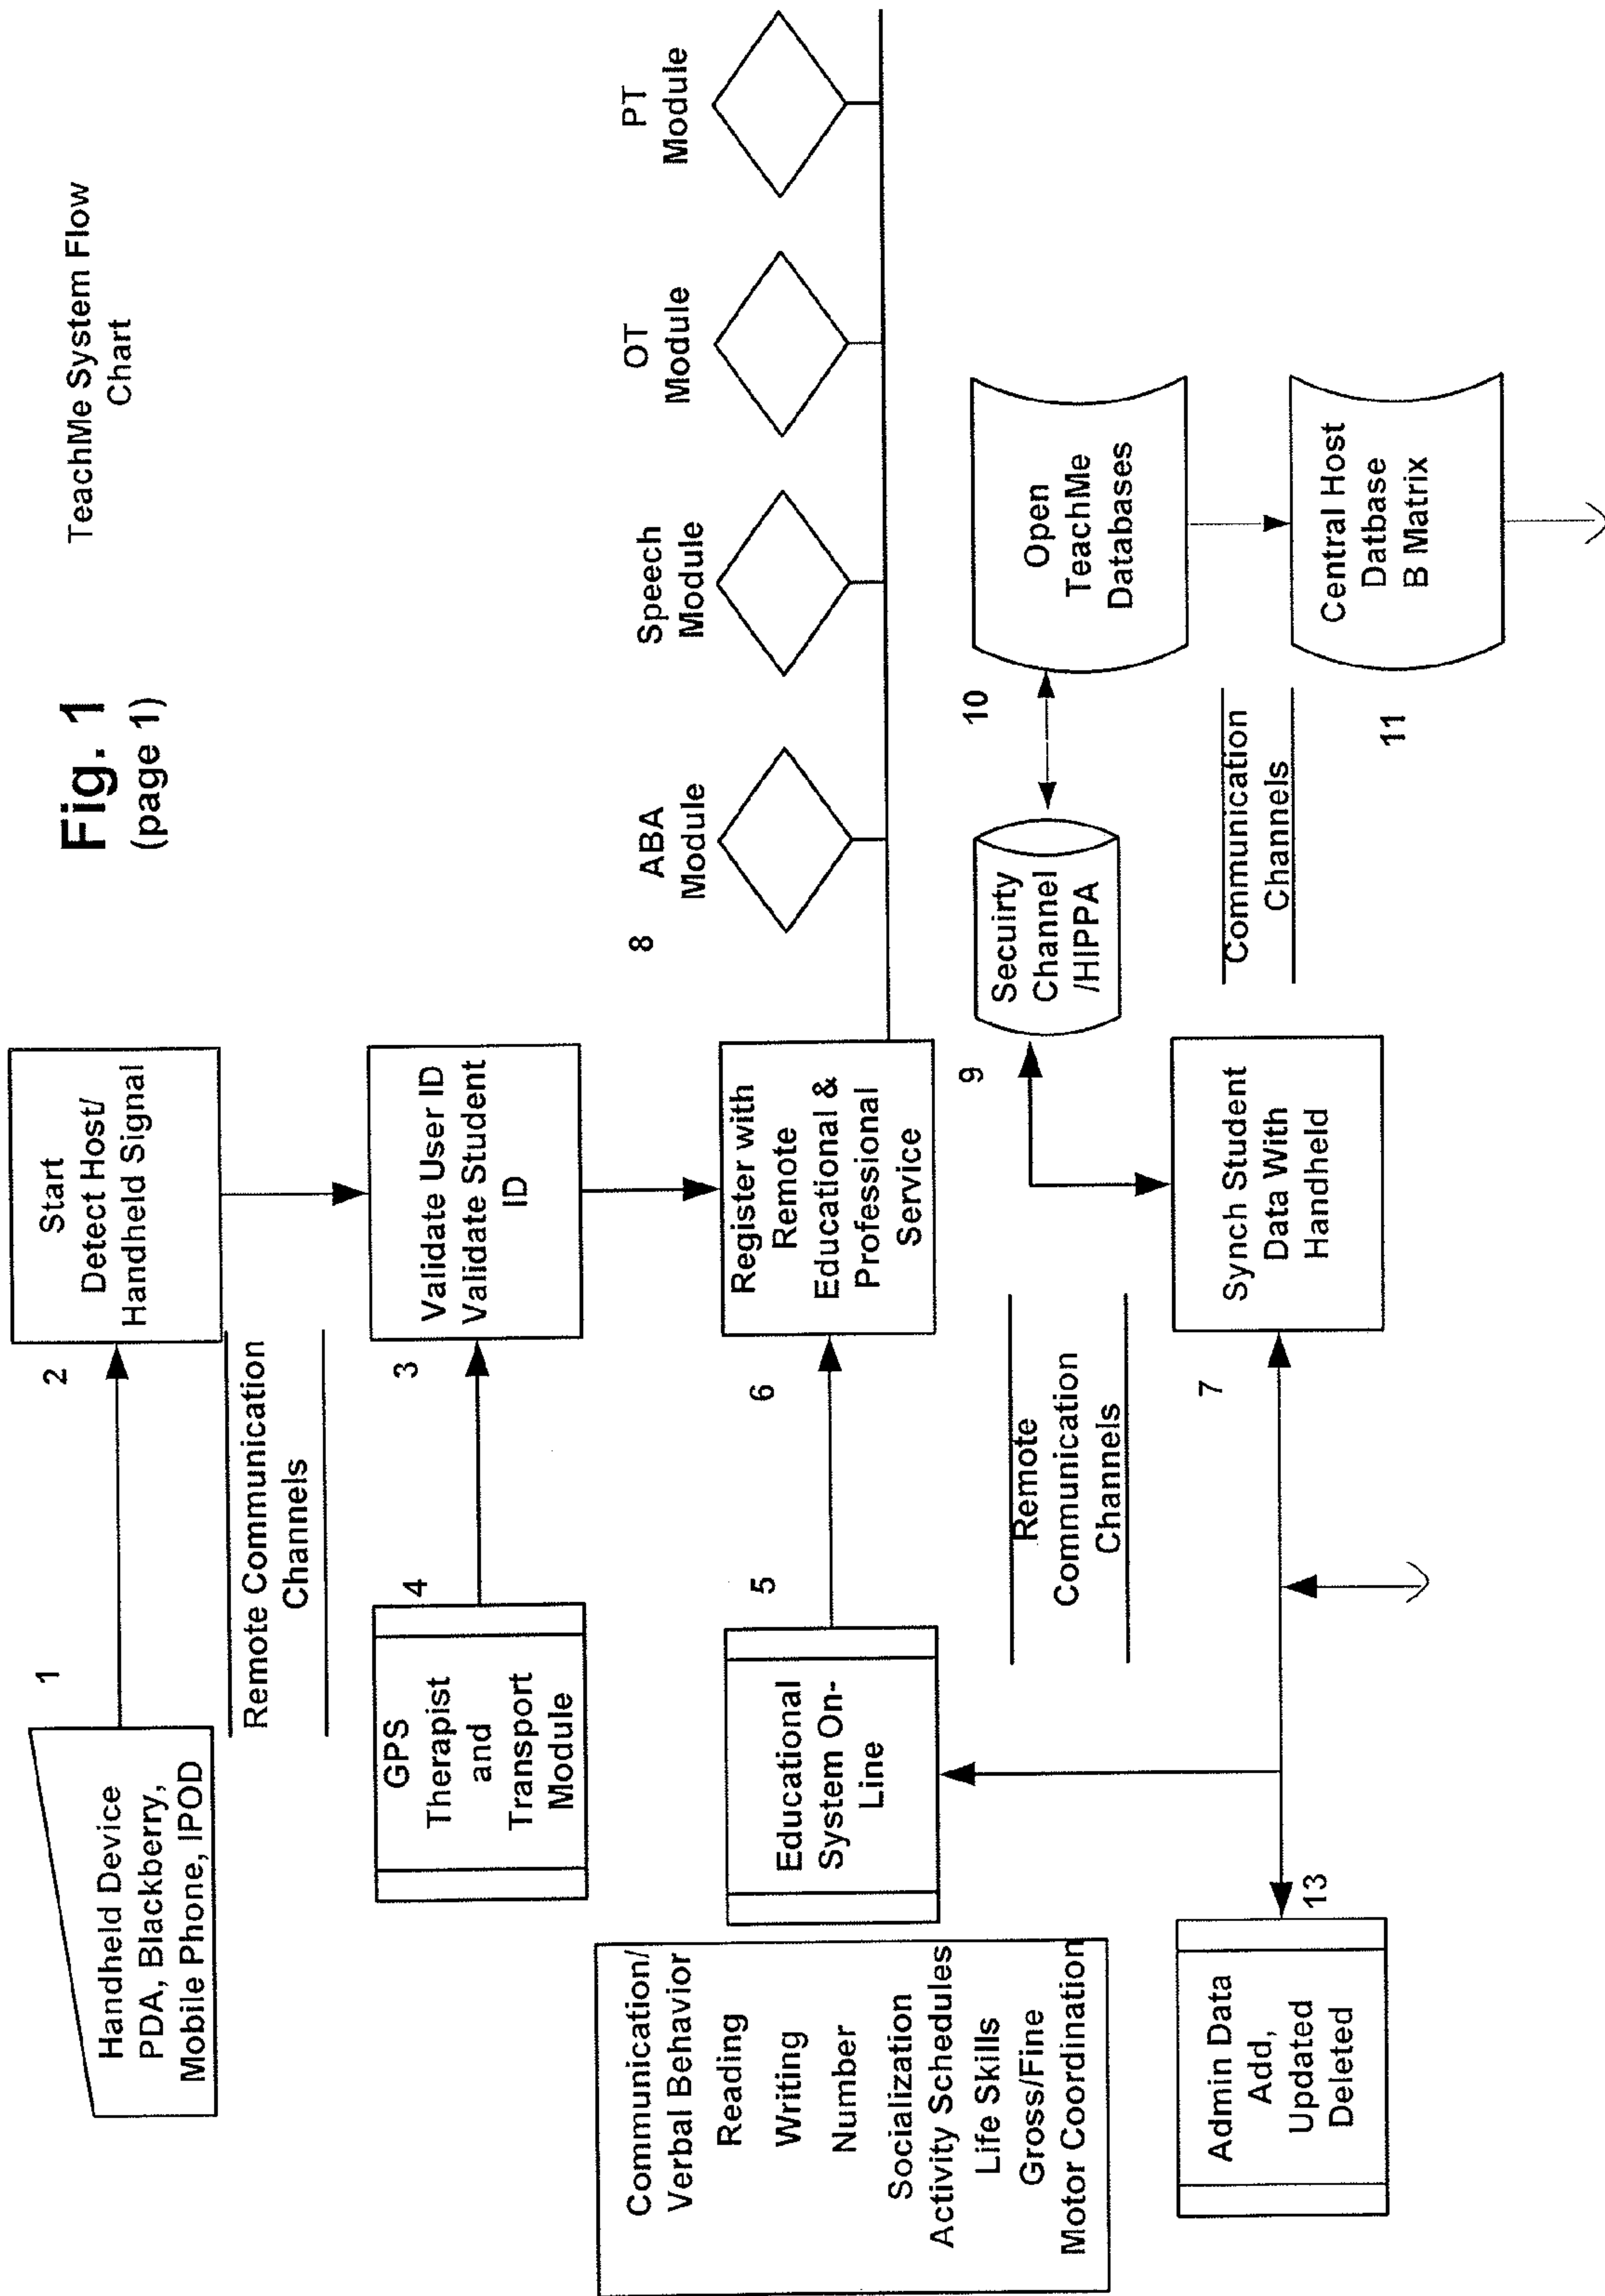 Fig. 1
(page 1)
TeachMe System Flow
Chart
1
Handheld Device
PDA, Blackberry,
Mobile Phone, IPOD
2
Start
Detect Host/
Handheld Signal
Remote Communication
Channels
4
GPS
Therapist
and
Transport
Module
3
Validate User ID
Validate Student
ID
8
ABA
Module
Speech
Module
OT
Module
PT
Module
Communication/
Verbal Behavior
Reading
Writing
Number
Socialization
Activity Schedules
Life Skills
Gross/Fine
Motor Coordination
5
Educational
System On-
Line
6
Register with
Remote
Educational &
Professional
Service
Remote
Communication
Channels
9
Secuirty
Channel
/HIPPA
10
Open
TeachMe
Databases
13
Admin Data
Add,
Updated
Deleted
7
Synch Student
Data With
Handheld
Communication
Channels
11
Central Host
Datbase
B Matrix